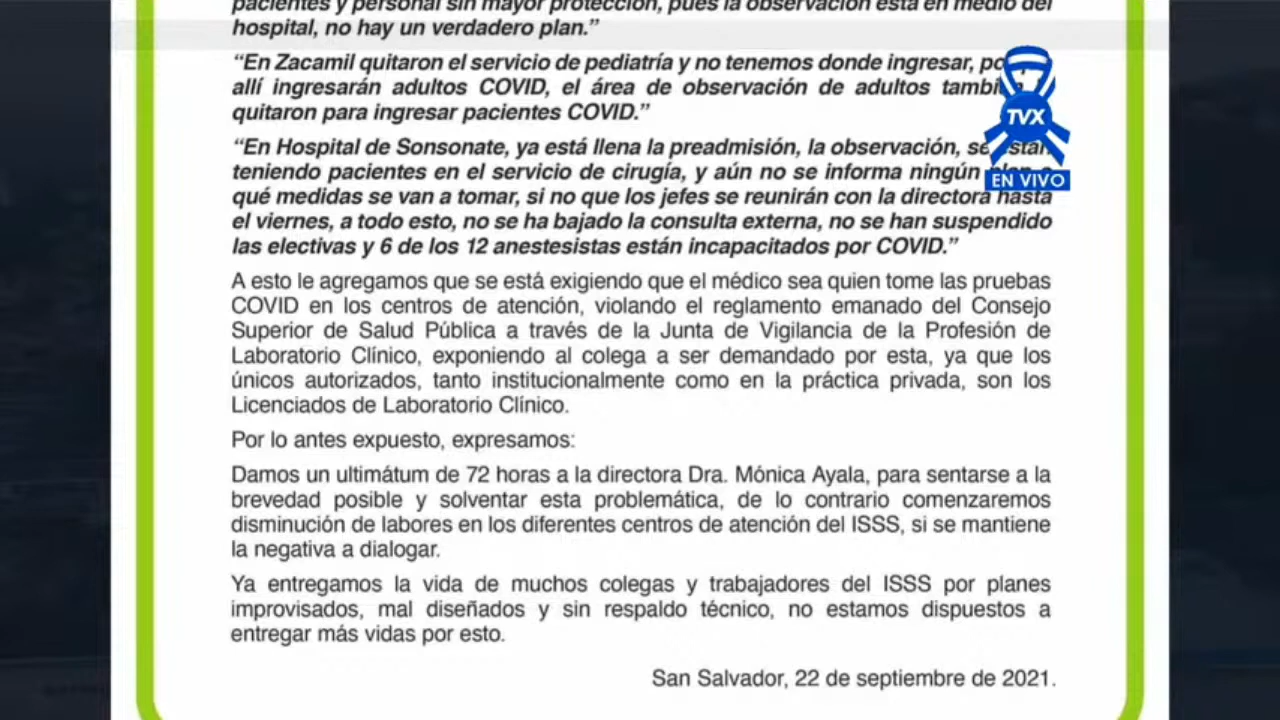 pacientes y personal sin mayor protección, pues la observación está en medio del
hospital, no hay un verdadero plan.”
“En Zacamil quitaron el servicio de pediatría y no tenemos donde ingresar,
allí ingresarán adultos COVID, el área de observación de adultos
quitaron para ingresar pacientes COVID.”
“En Hospital de Sonsonate, ya está llena la preadmisión, la observación,
teniendo pacientes en el servicio de cirugía, y aún no se informa ningún
qué medidas se van a tomar, si no que los jefes se reunirán con la directora hasta
el viernes, a todo esto, no se ha bajado la consulta externa, no se han suspendido
las electivas y 6 de los 12 anestesistas están incapacitados por COVID.”
A esto le agregamos que se está exigiendo que el médico sea quien tome las pruebas
COVID en los centros de atención, violando el reglamento emanado del Consejo
Superior de Salud Pública a través de la Junta de Vigilancia de la Profesión de
Laboratorio Clínico, exponiendo al colega a ser demandado por esta, ya que los
únicos autorizados, tanto institucionalmente como en la práctica privada, son los
Licenciados de Laboratorio Clínico.
Por lo antes expuesto, expresamos:
Damos un ultimátum de 72 horas a la directora Dra. Mónica Ayala, para sentarse a la
brevedad posible y solventar esta problemática, de lo contrario comenzaremos
disminución de labores en los diferentes centros de atención del ISSS, si se mantiene
la negativa a dialogar.
Ya entregamos la vida de muchos colegas y trabajadores del ISSS por planes
improvisados, mal diseñados y sin respaldo técnico, no estamos dispuestos a
entregar más vidas por esto.
San Salvador, 22 de septiembre de 2021.
TVX
EN VIVO